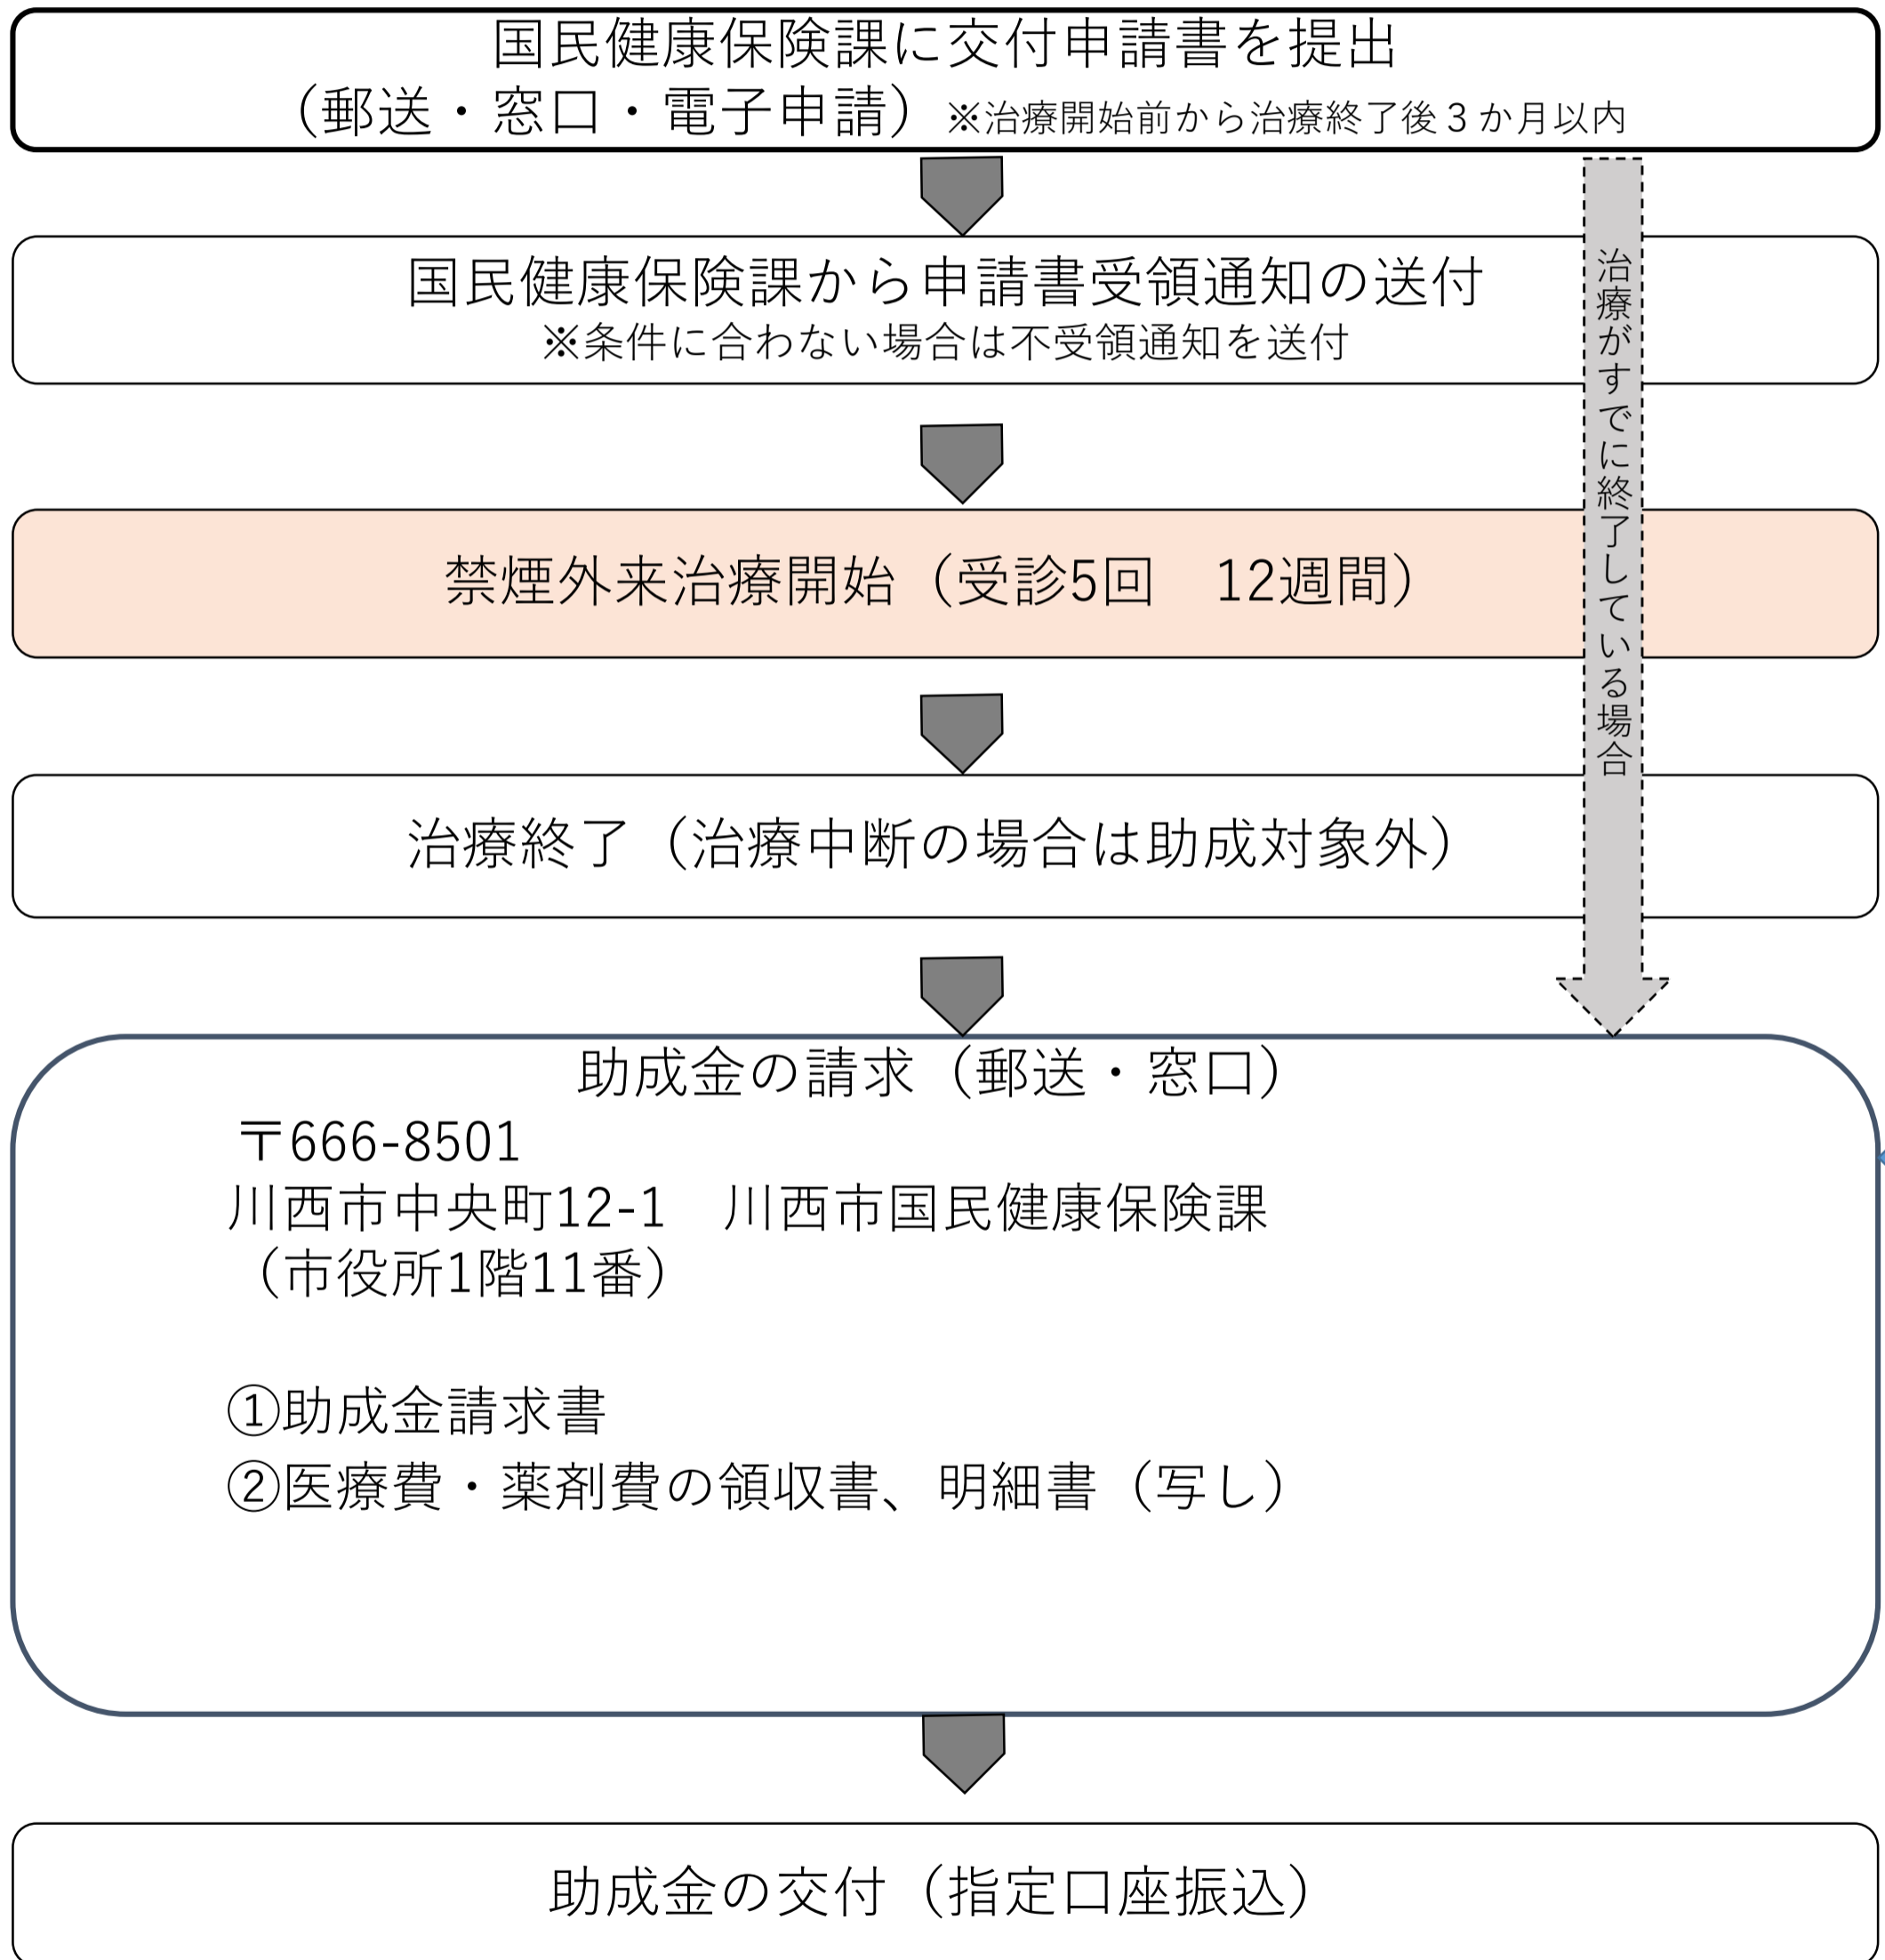 国民健康保険課に交付申請書を提出
（郵送・窓口・電子申請）※治療開始前から治療終了後３か月以内
国民健康保険課から申請書受領通知の送付
※条件に合わない場合は不受領通知を送付
治療がすでに終了している場合
禁煙外来治療開始（受診5回　12週間）
治療終了（治療中断の場合は助成対象外）
助成金の請求（郵送・窓口）
〒666-8501
川西市中央町12-1　川西市国民健康保険課
（市役所1階11番）
①助成金請求書
②医療費・薬剤費の領収書、明細書（写し）
助成金の交付（指定口座振込）